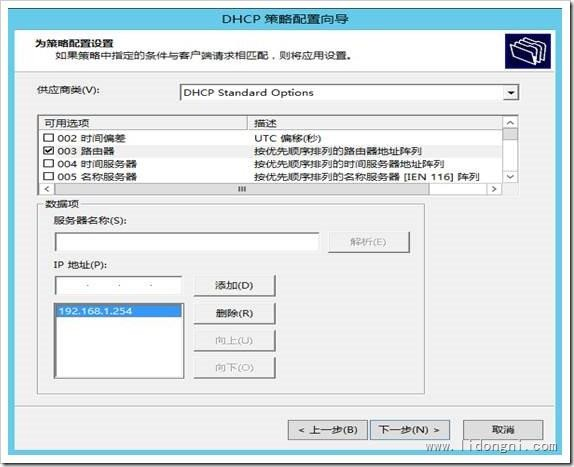 DHCP 策略配置向导
为策略配置设置
如果策略中指定的条件与客户端请求相匹配，则将应用设置。
供应商类(V): DHCP Standard Options
可用选项 描述
002 时间偏差 UTC 偏移(秒)
003 路由器 按优先顺序排列的路由器地址阵列
004 时间服务器 按优先顺序排列的时间服务器地址阵列
005 名称服务器 按优先顺序排列的名称服务器 [IEN 116] 阵列
数据项
服务器名称(S):
解析(E)
IP 地址(P):
添加(D)
192.168.1.254 删除(R)
向上(U)
向下(O)
< 上一步(B) 下一步(N) > 取消
www.lidongni.com